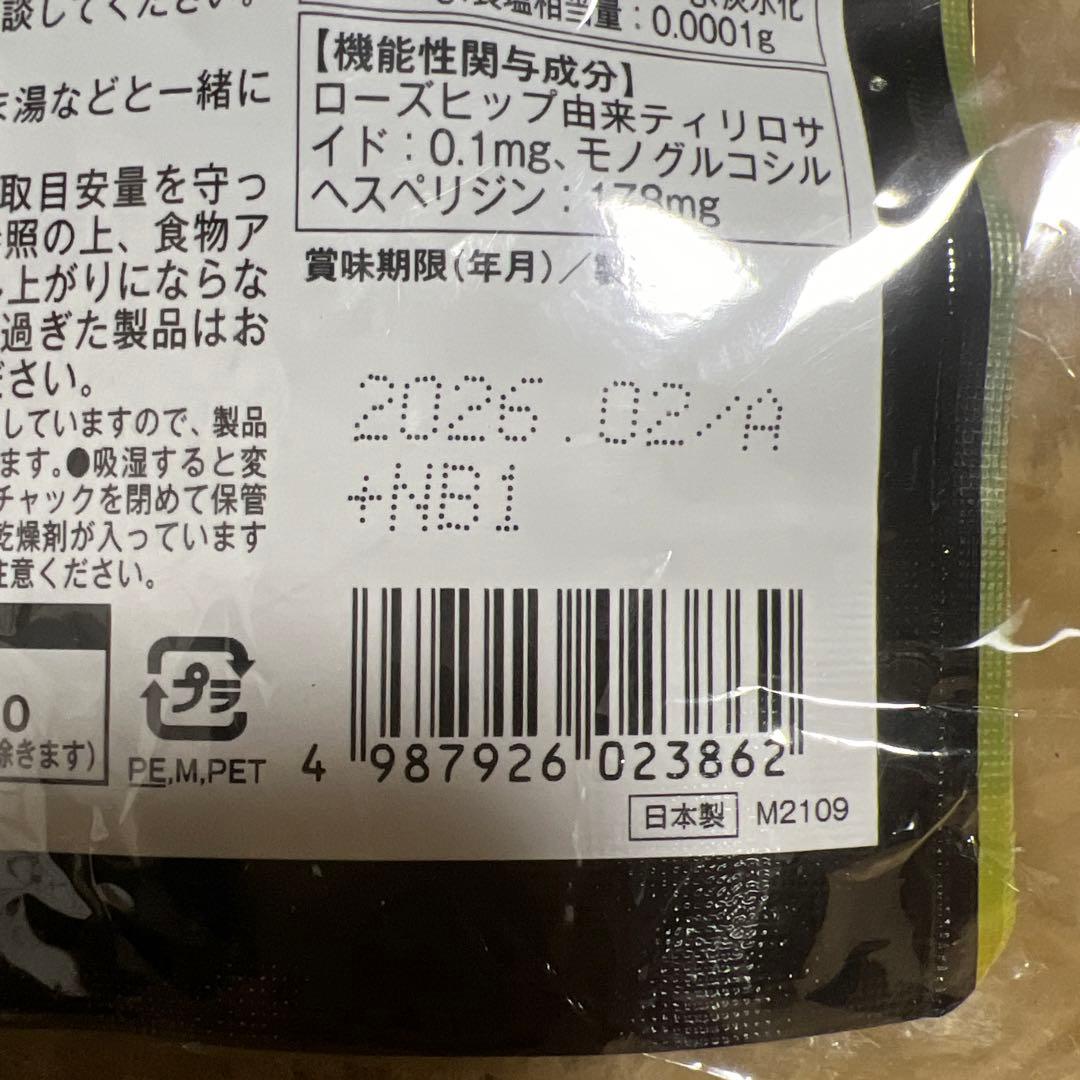 談してください。
食塩相当量：0.0001g
湯などと一緒に
取目安量を守っ
照の上、食物ア
し上がりにならな
過ぎた製品はお
ださい。
していますので、製品
ます。●吸湿すると変
チャックを閉めて保管
乾燥剤が入っています
注意ください。
【機能性関与成分】
ローズヒップ由来ティリロサ
イド：0.1mg、モノグルコシル
ヘスペリジン：178mg
賞味期限(年月)／製
2026.02/A
+NB1
0
除きます)
プラ
PE,M,PET
4 987926 023862
日本製 M2109